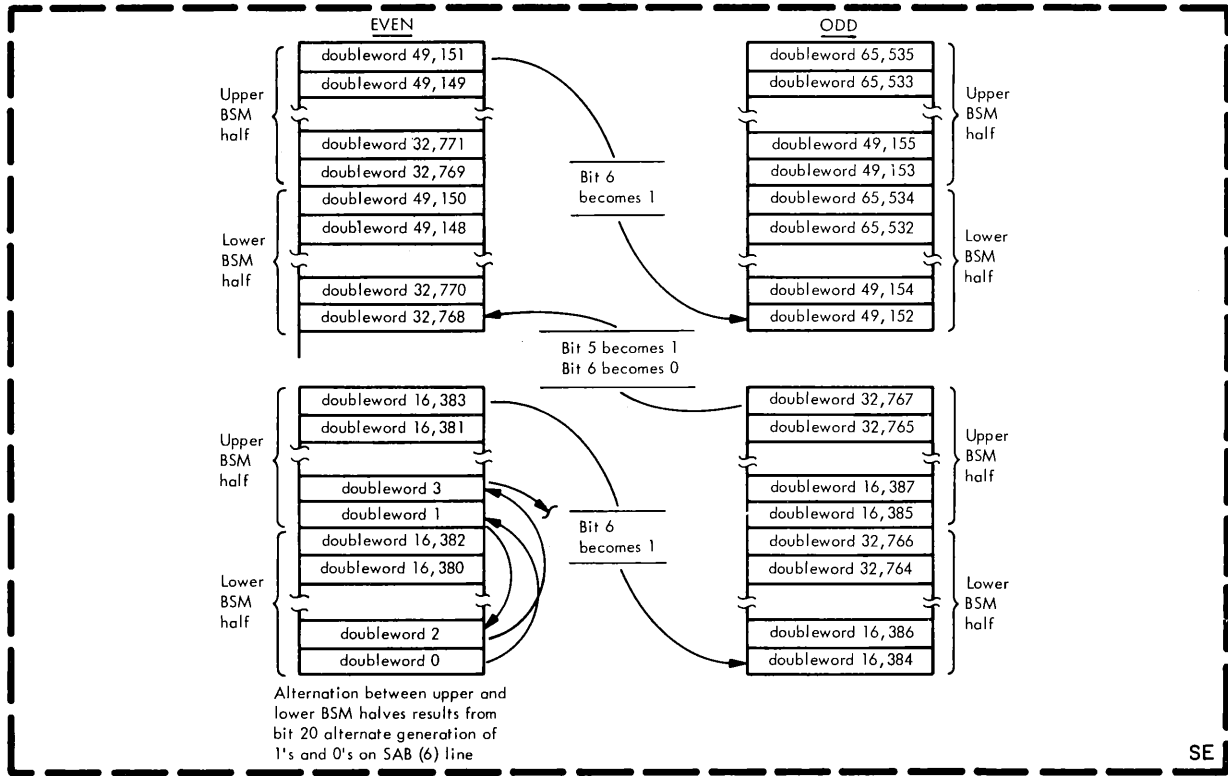 EVEN
doubleword 49,151
doubleword 49,149
doubleword 32,771
doubleword 32,769
doubleword 49,150
doubleword 49,148
doubleword 32,770
doubleword 32,768
Upper
BSM
half
Lower
BSM
half
Bit 6
becomes 1
ODD
doubleword 65,535
doubleword 65,533
doubleword 49,155
doubleword 49,153
doubleword 65,534
doubleword 65,532
doubleword 49,154
doubleword 49,152
Upper
BSM
half
Lower
BSM
half
Bit 5 becomes 1
Bit 6 becomes 0
doubleword 16,383
doubleword 16,381
doubleword 3
doubleword 1
doubleword 16,382
doubleword 16,380
doubleword 2
doubleword 0
Upper
BSM
half
Lower
BSM
half
Bit 6
becomes 1
doubleword 32,767
doubleword 32,765
doubleword 16,387
doubleword 16,385
doubleword 32,766
doubleword 32,764
doubleword 16,386
doubleword 16,384
Upper
BSM
half
Lower
BSM
half
Alternation between upper and
lower BSM halves results from
bit 20 alternate generation of
1's and 0's on SAB (6) line
SE